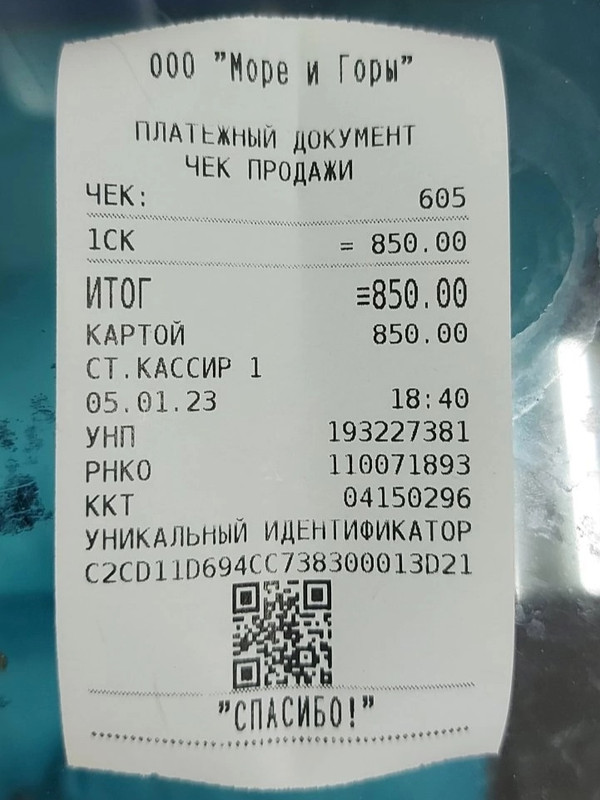 ООО "Море и Горы"
ПЛАТЕЖНЫЙ ДОКУМЕНТ
ЧЕК ПРОДАЖИ
ЧЕК: 605
1СК = 850.00
ИТОГ ≡850.00
КАРТОЙ 850.00
СТ.КАССИР 1
05.01.23 18:40
УНП 193227381
РНКО 110071893
ККТ 04150296
УНИКАЛЬНЫЙ ИДЕНТИФИКАТОР
C2CD11D694CC738300013D21
"СПАСИБО!"